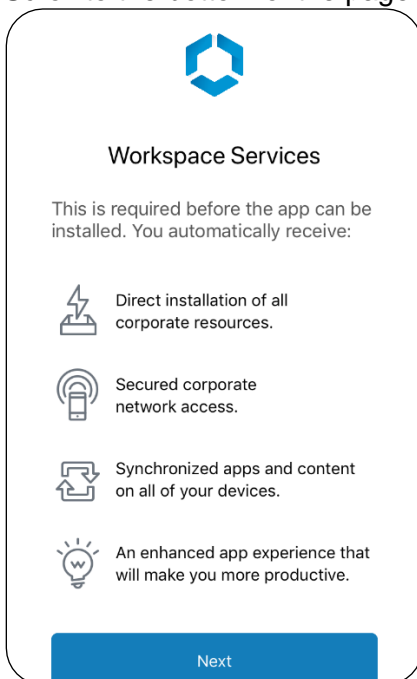 Workspace Services
This is required before the app can be
installed. You automatically receive:
Direct installation of all
corporate resources.
Secured corporate
network access.
Synchronized apps and content
on all of your devices.
An enhanced app experience that
will make you more productive.
Next